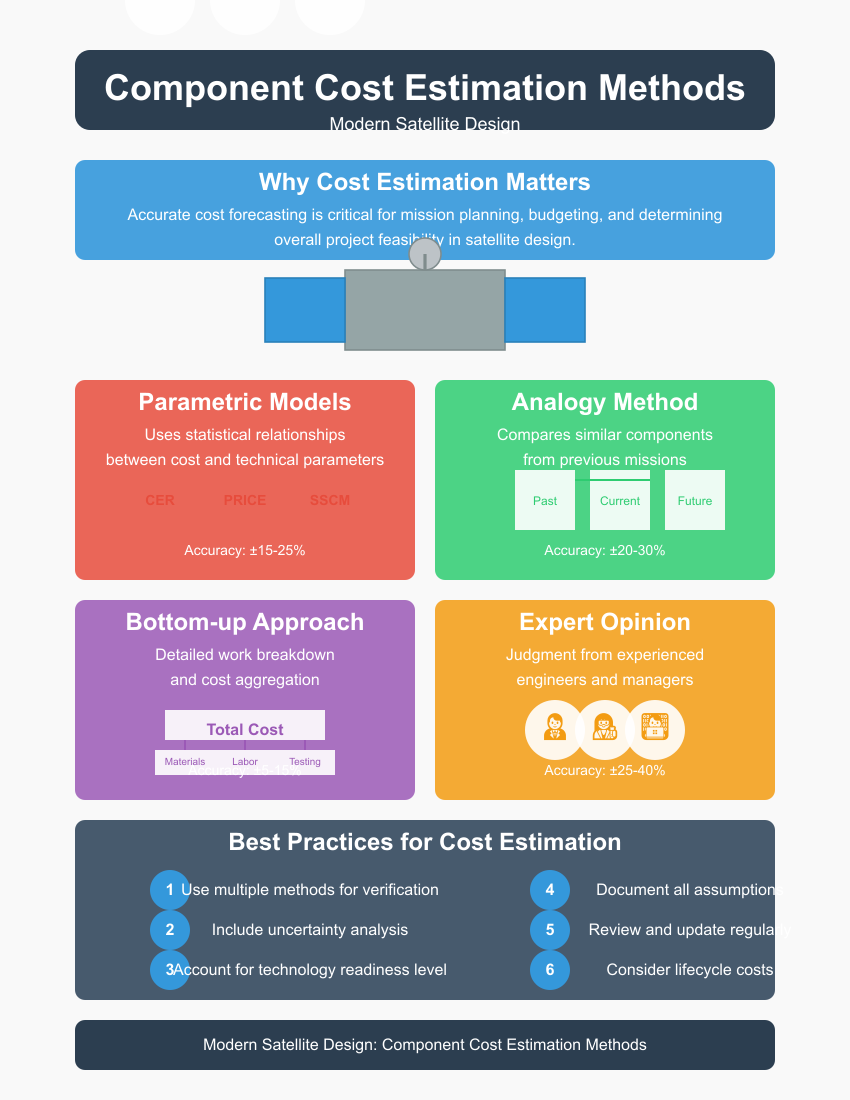 Component Cost Estimation Methods
Modern Satellite Design
Why Cost Estimation Matters
Accurate cost forecasting is critical for mission planning, budgeting, and determining
overall project feasibility in satellite design.
Parametric Models
Uses statistical relationships
between cost and technical parameters
CER PRICE SSCM
Accuracy: ±15-25%
Analogy Method
Compares similar components
from previous missions
Past Current Future
Accuracy: ±20-30%
Bottom-up Approach
Detailed work breakdown
and cost aggregation
Total Cost
Materials Labor Testing
Accuracy: ±5-15%
Expert Opinion
Judgment from experienced
engineers and managers
Accuracy: ±25-40%
Best Practices for Cost Estimation
1 Use multiple methods for verification
2 Include uncertainty analysis
3 Account for technology readiness level
4 Document all assumptions
5 Review and update regularly
6 Consider lifecycle costs
Modern Satellite Design: Component Cost Estimation Methods